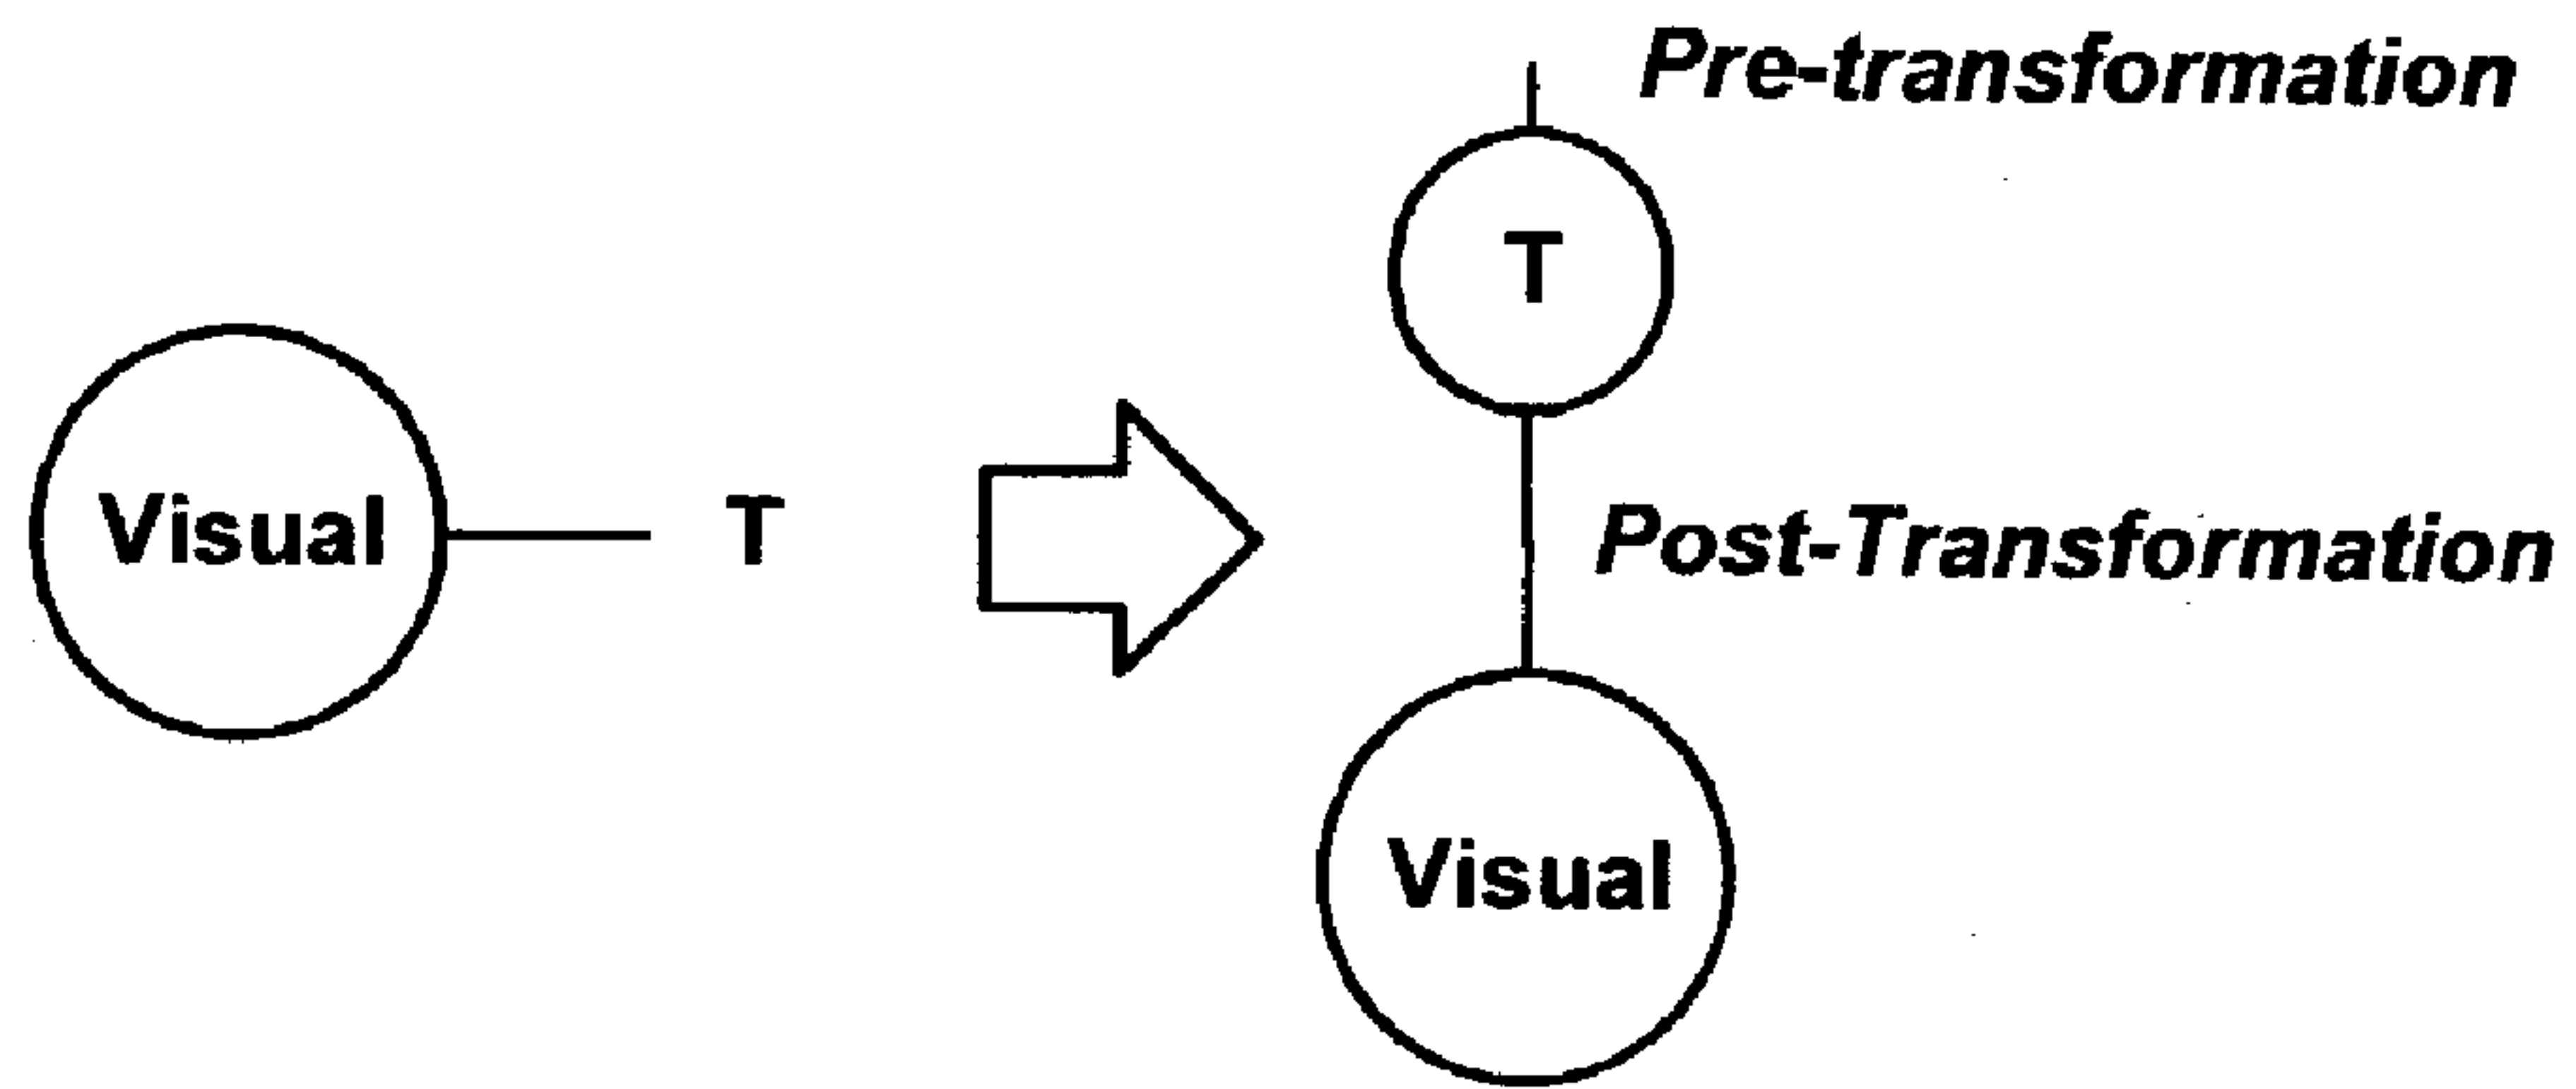 Visual
T
Pre-transformation
T
Post-Transformation
Visual